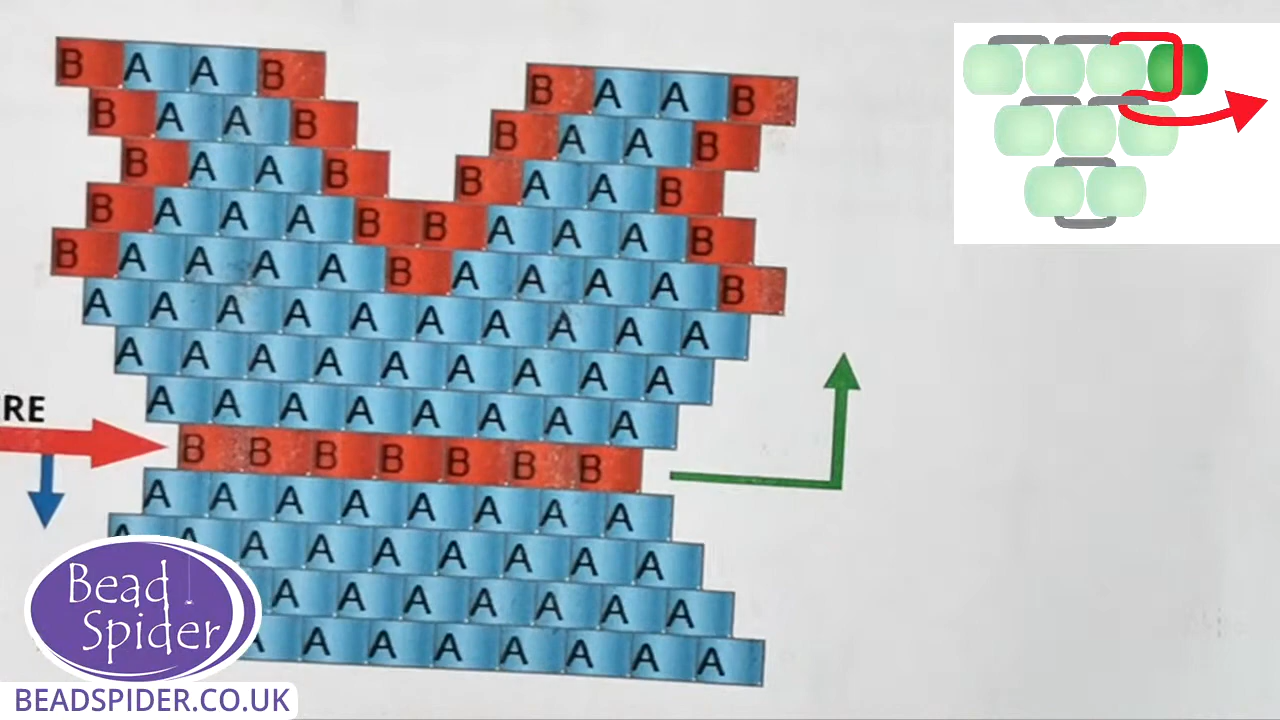 B A A B B A A B
B A A B B A A B
B A A B B A A B
B A A A B B A A A B
B A A A A B A A A A B
A A A A A A A A A A
A A A A A A A A A
A A A A A A A A
RE
B B B B B B B
A A A A A A A A
A A A A A A A A A
A A A A A A A
A A A A A A A A
Bead
Spider
BEADSPIDER.CO.UK